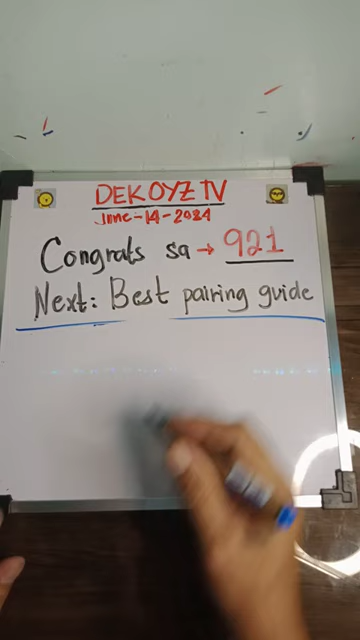 DEKOYZ TV
June-14-2024
Congrats sa → 921
Next: Best pairing guide